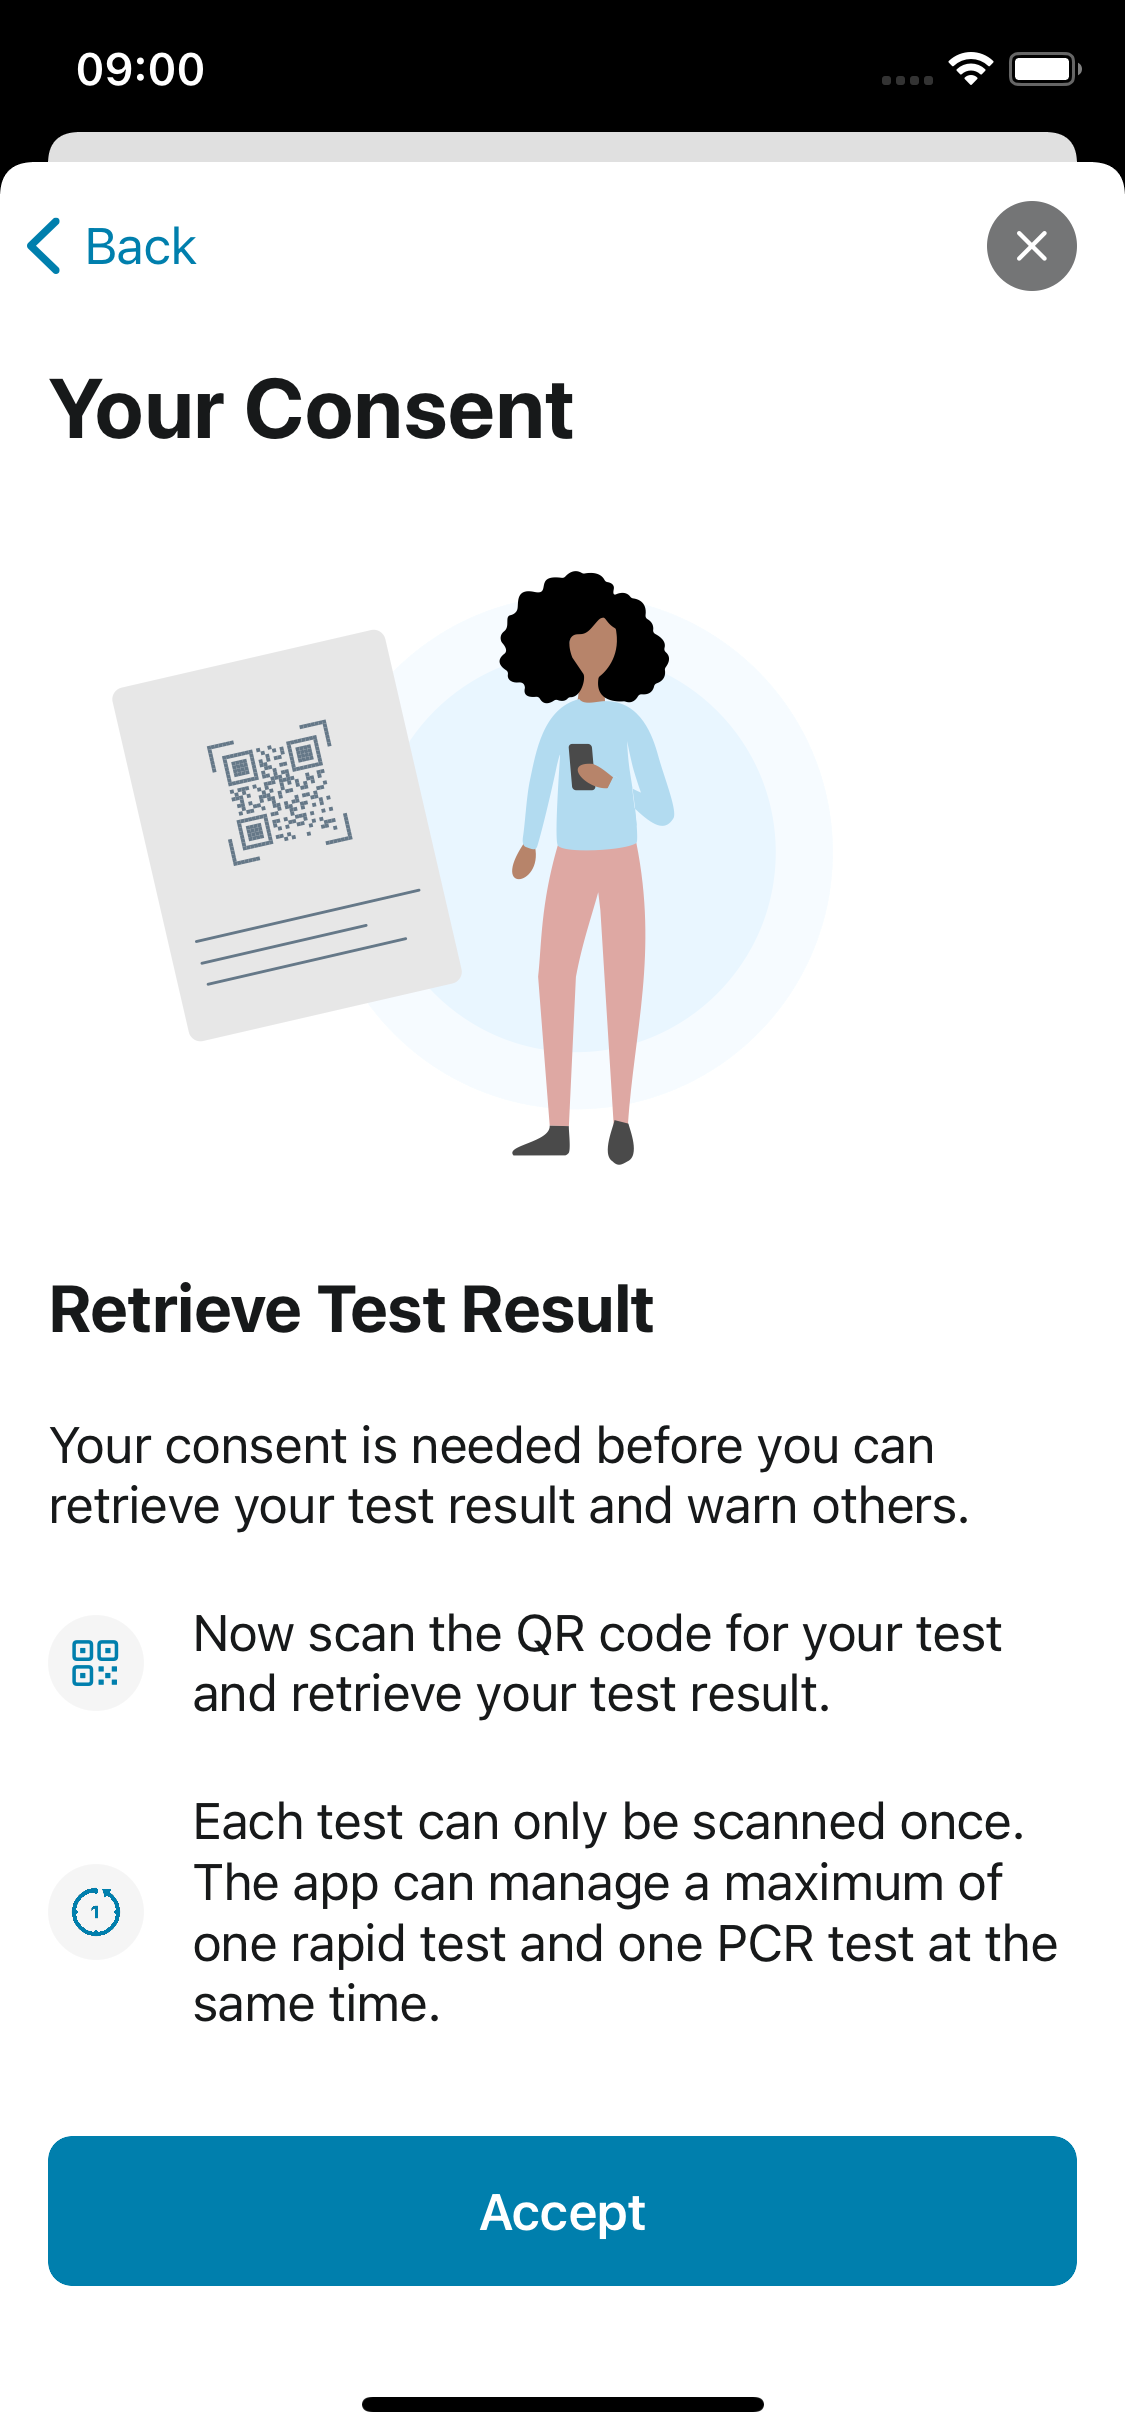 09:00
Back
Your Consent
Retrieve Test Result
Your consent is needed before you can
retrieve your test result and warn others.
Now scan the QR code for your test
and retrieve your test result.
Each test can only be scanned once.
The app can manage a maximum of
1
one rapid test and one PCR test at the
same time.
Accept